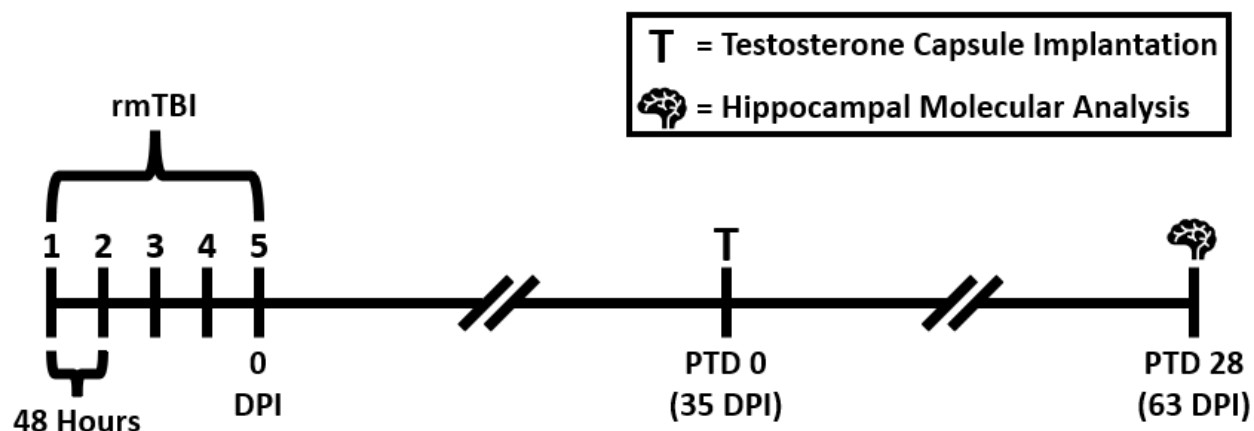 T = Testosterone Capsule Implantation
= Hippocampal Molecular Analysis
rmTBI
1 2 3 4 5
T
0
DPI
48 Hours
PTD 0
(35 DPI)
PTD 28
(63 DPI)